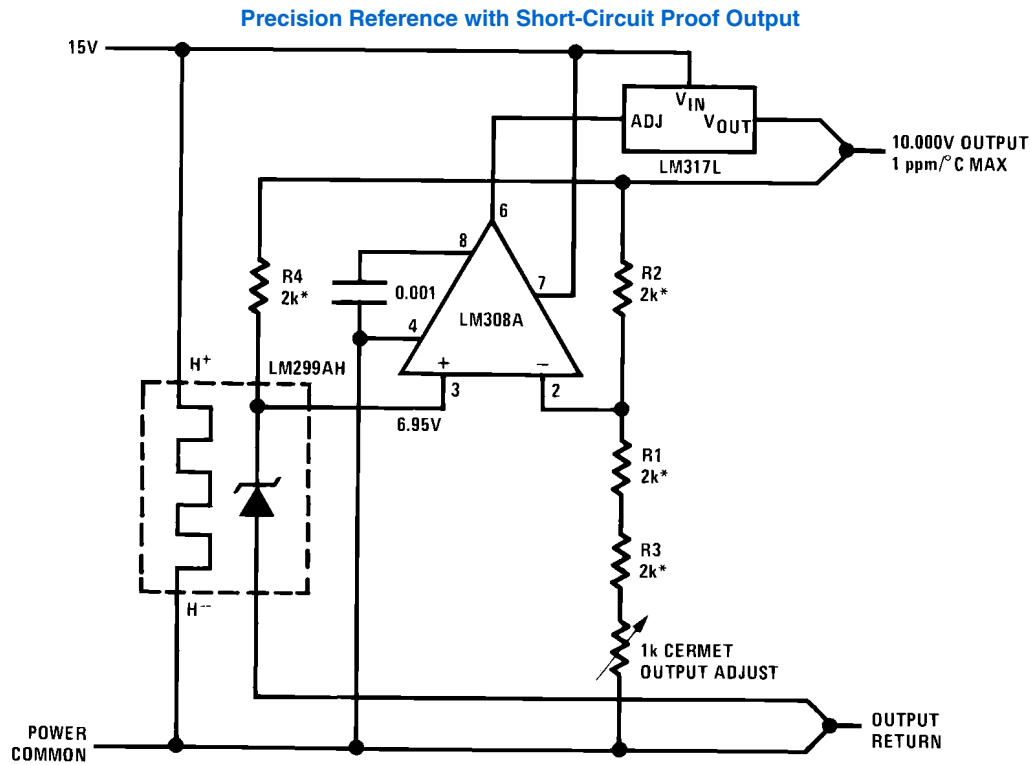 Precision Reference with Short-Circuit Proof Output
15V
VIN
ADJ
VOUT
LM317L
10.000V OUTPUT
1 ppm/°C MAX
6
8
R4
2k*
0.001
7
R2
2k*
LM308A
4
H+
LM299AH
+
−
3
2
6.95V
R1
2k*
R3
2k*
H−
1k CERMET
OUTPUT ADJUST
POWER
COMMON
OUTPUT
RETURN